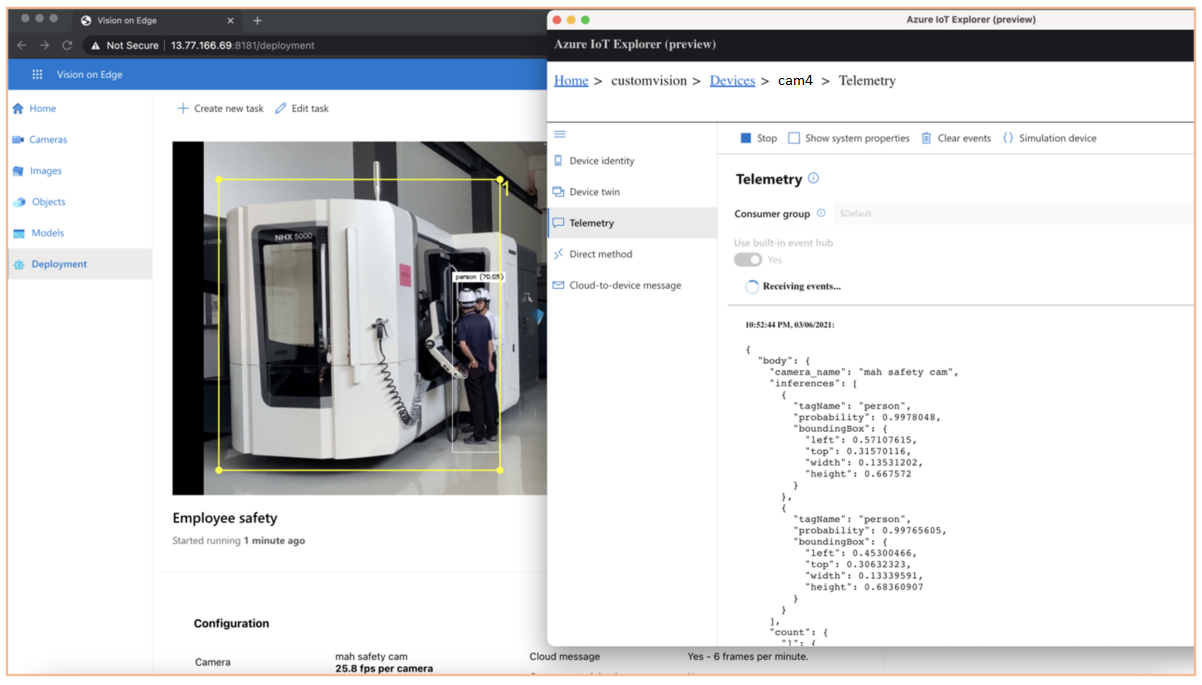 Vision on Edge
Not Secure | 13.77.166.69:8181/deployment
Vision on Edge
Home
Cameras
Images
Objects
Models
Deployment
Create new task
Edit task
1
NHX 5000
person (70.0%)
Employee safety
Started running 1 minute ago
Configuration
Camera
mah safety cam
25.8 fps per camera
Cloud message
Yes - 6 frames per minute.
Azure IoT Explorer (preview)
Azure IoT Explorer (preview)
Home > customvision > Devices > cam4 > Telemetry
Device identity
Device twin
Telemetry
Direct method
Cloud-to-device message
Stop
Show system properties
Clear events
Simulation device
Telemetry
Consumer group
$Default
Use built-in event hub
Yes
Receiving events...
10:52:44 PM, 03/06/2021:
{
"body": {
"camera_name": "mah safety cam",
"inferences": [
{
"tagName": "person",
"probability": 0.9978048,
"boundingBox": {
"left": 0.57107615,
"top": 0.31570116,
"width": 0.13531202,
"height": 0.667572
}
},
{
"tagName": "person",
"probability": 0.99765605,
"boundingBox": {
"left": 0.45300466,
"top": 0.30632323,
"width": 0.13339591,
"height": 0.68360907
}
}
],
"count": {
"1": {